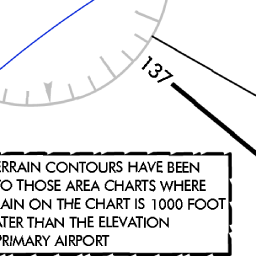 137
ERRAIN CONTOURS HAVE BEEN
TO THOSE AREA CHARTS WHERE
AIN ON THE CHART IS 1000 FOOT
ATER THAN THE ELEVATION
PRIMARY AIRPORT